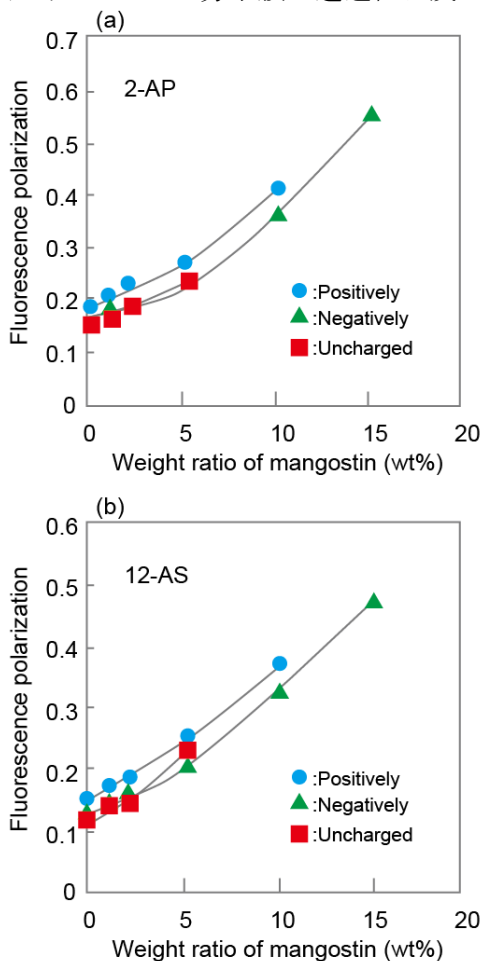 (a)
0.7
0.6
0.5
0.4
0.3
0.2
0.1
0
2-AP
Fluorescence polarization
:Positively
:Negatively
:Uncharged
0 5 10 15 20
Weight ratio of mangostin (wt%)
(b)
0.6
0.5
0.4
0.3
0.2
0.1
0
12-AS
Fluorescence polarization
:Positively
:Negatively
:Uncharged
0 5 10 15 20
Weight ratio of mangostin (wt%)